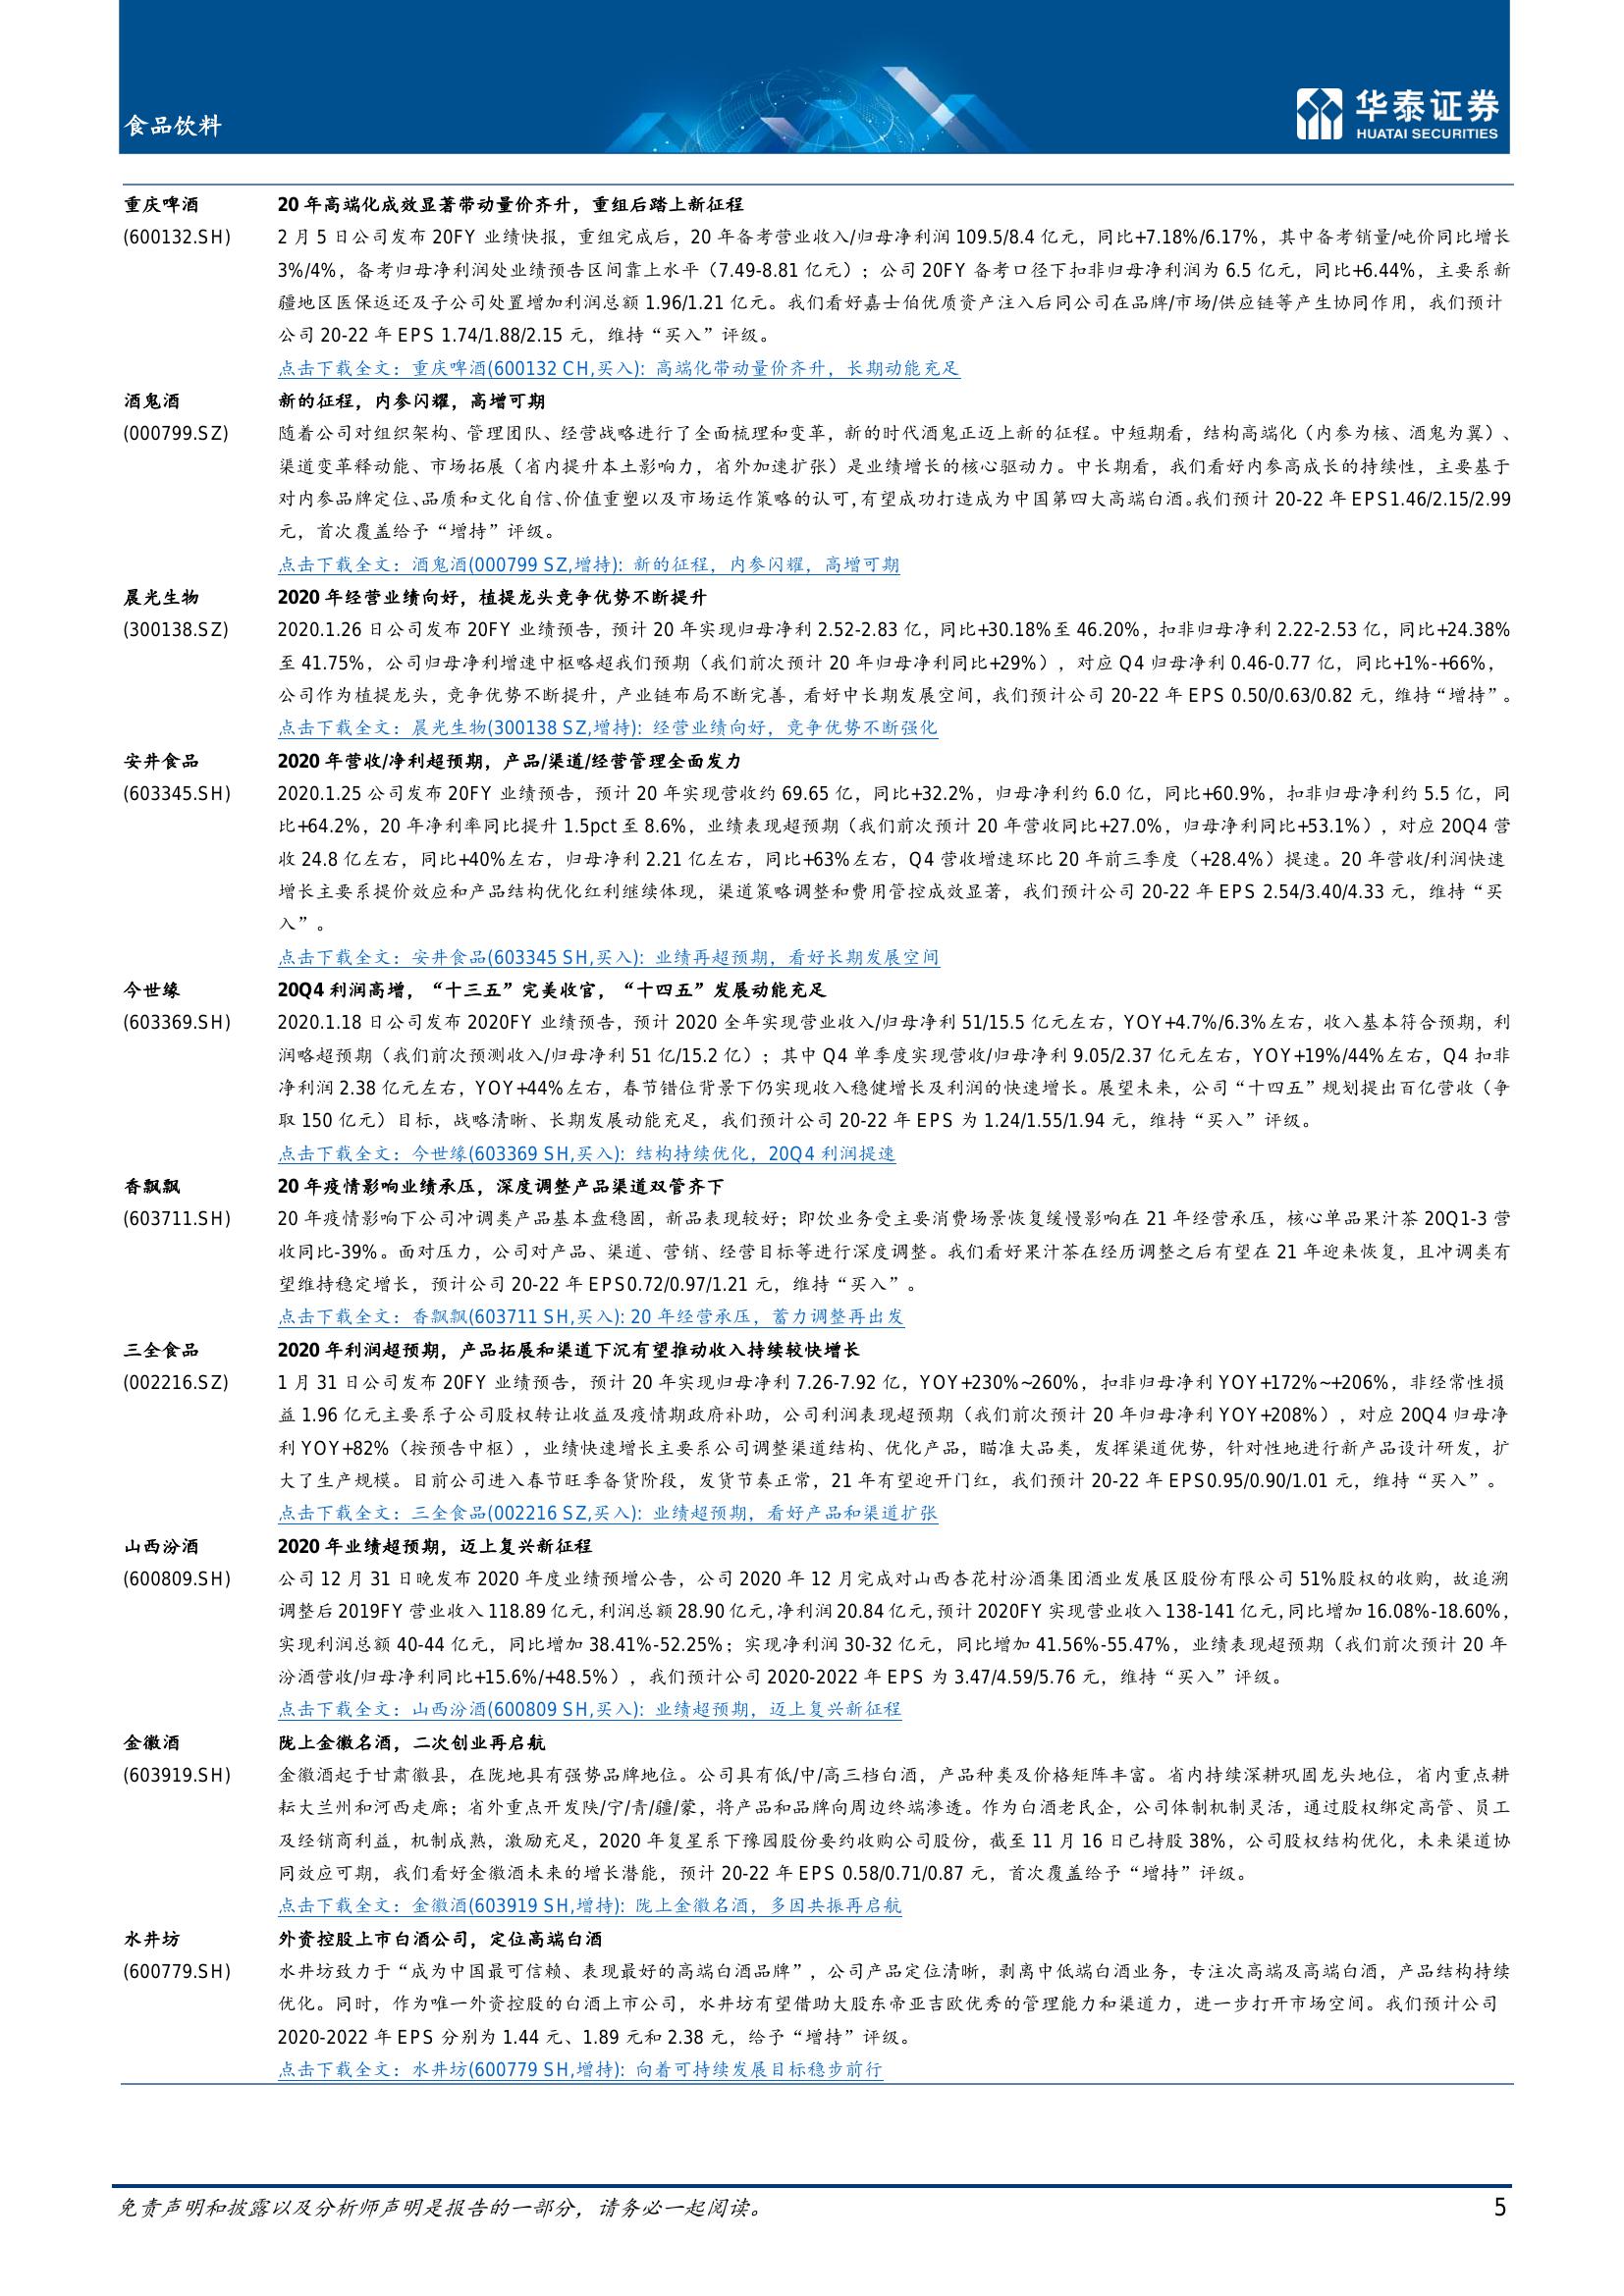 食品饮料
华泰证券
HUATAI SECURITIES
重庆啤酒 20 年高端化成效显著带动量价齐升，重组后踏上新征程
(600132.SH) 2 月 5 日公司发布 20FY 业绩快报，重组完成后，20 年备考营业收入/归母净利润 109.5/8.4 亿元，同比+7.18%/6.17%，其中备考销量/吨价同比增长
3%/4%，备考归母净利润处业绩预告区间靠上水平（7.49-8.81 亿元）；公司 20FY 备考口径下扣非归母净利润为 6.5 亿元，同比+6.44%，主要系新
疆地区医保返还及子公司处置增加利润总额 1.96/1.21 亿元。我们看好嘉士伯优质资产注入后同公司在品牌/市场/供应链等产生协同作用，我们预计
公司 20-22 年 EPS 1.74/1.88/2.15 元，维持“买入”评级。
点击下载全文：重庆啤酒(600132 CH,买入): 高端化带动量价齐升，长期动能充足
酒鬼酒 新的征程，内参闪耀，高增可期
(000799.SZ) 随着公司对组织架构、管理团队、经营战略进行了全面梳理和变革，新的时代酒鬼正迈上新的征程。中短期看，结构高端化（内参为核、酒鬼为翼）、
渠道变革释动能、市场拓展（省内提升本土影响力，省外加速扩张）是业绩增长的核心驱动力。中长期看，我们看好内参高成长的持续性，主要基于
对内参品牌定位、品质和文化自信、价值重塑以及市场运作策略的认可，有望成功打造成为中国第四大高端白酒。我们预计 20-22 年 EPS1.46/2.15/2.99
元，首次覆盖给予“增持”评级。
点击下载全文：酒鬼酒(000799 SZ,增持): 新的征程，内参闪耀，高增可期
晨光生物 2020 年经营业绩向好，植提龙头竞争优势不断提升
(300138.SZ) 2020.1.26 日公司发布 20FY 业绩预告，预计 20 年实现归母净利 2.52-2.83 亿，同比+30.18%至 46.20%，扣非归母净利 2.22-2.53 亿，同比+24.38%
至 41.75%，公司归母净利增速中枢略超我们预期（我们前次预计 20 年归母净利同比+29%），对应 Q4 归母净利 0.46-0.77 亿，同比+1%-+66%，
公司作为植提龙头，竞争优势不断提升，产业链布局不断完善，看好中长期发展空间，我们预计公司 20-22 年 EPS 0.50/0.63/0.82 元，维持“增持”。
点击下载全文：晨光生物(300138 SZ,增持): 经营业绩向好，竞争优势不断强化
安井食品 2020 年营收/净利超预期，产品/渠道/经营管理全面发力
(603345.SH) 2020.1.25 公司发布 20FY 业绩预告，预计 20 年实现营收约 69.65 亿，同比+32.2%，归母净利约 6.0 亿，同比+60.9%，扣非归母净利约 5.5 亿，同
比+64.2%，20 年净利率同比提升 1.5pct 至 8.6%，业绩表现超预期（我们前次预计 20 年营收同比+27.0%，归母净利同比+53.1%），对应 20Q4 营
收 24.8 亿左右，同比+40%左右，归母净利 2.21 亿左右，同比+63%左右，Q4 营收增速环比 20 年前三季度（+28.4%）提速。20 年营收/利润快速
增长主要系提价效应和产品结构优化红利继续体现，渠道策略调整和费用管控成效显著，我们预计公司 20-22 年 EPS 2.54/3.40/4.33 元，维持“买
入”。
点击下载全文：安井食品(603345 SH,买入): 业绩再超预期，看好长期发展空间
今世缘 20Q4 利润高增，“十三五”完美收官，“十四五”发展动能充足
(603369.SH) 2020.1.18 日公司发布 2020FY 业绩预告，预计 2020 全年实现营业收入/归母净利 51/15.5 亿元左右，YOY+4.7%/6.3%左右，收入基本符合预期，利
润略超预期（我们前次预测收入/归母净利 51 亿/15.2 亿）；其中 Q4 单季度实现营收/归母净利 9.05/2.37 亿元左右，YOY+19%/44%左右，Q4 扣非
净利润 2.38 亿元左右，YOY+44%左右，春节错位背景下仍实现收入稳健增长及利润的快速增长。展望未来，公司“十四五”规划提出百亿营收（争
取 150 亿元）目标，战略清晰、长期发展动能充足，我们预计公司 20-22 年 EPS 为 1.24/1.55/1.94 元，维持“买入”评级。
点击下载全文：今世缘(603369 SH,买入): 结构持续优化，20Q4 利润提速
香飘飘 20 年疫情影响业绩承压，深度调整产品渠道双管齐下
(603711.SH) 20 年疫情影响下公司冲调类产品基本盘稳固，新品表现较好；即饮业务受主要消费场景恢复缓慢影响在 21 年经营承压，核心单品果汁茶 20Q1-3 营
收同比-39%。面对压力，公司对产品、渠道、营销、经营目标等进行深度调整。我们看好果汁茶在经历调整之后有望在 21 年迎来恢复，且冲调类有
望维持稳定增长，预计公司 20-22 年 EPS0.72/0.97/1.21 元，维持“买入”。
点击下载全文：香飘飘(603711 SH,买入): 20 年经营承压，蓄力调整再出发
三全食品 2020 年利润超预期，产品拓展和渠道下沉有望推动收入持续较快增长
(002216.SZ) 1 月 31 日公司发布 20FY 业绩预告，预计 20 年实现归母净利 7.26-7.92 亿，YOY+230%~260%，扣非归母净利 YOY+172%~+206%，非经常性损
益 1.96 亿元主要系子公司股权转让收益及疫情期政府补助，公司利润表现超预期（我们前次预计 20 年归母净利 YOY+208%），对应 20Q4 归母净
利 YOY+82%（按预告中枢），业绩快速增长主要系公司调整渠道结构、优化产品，瞄准大品类，发挥渠道优势，针对性地进行新产品设计研发，扩
大了生产规模。目前公司进入春节旺季备货阶段，发货节奏正常，21 年有望迎开门红，我们预计 20-22 年 EPS0.95/0.90/1.01 元，维持“买入”。
点击下载全文：三全食品(002216 SZ,买入): 业绩超预期，看好产品和渠道扩张
山西汾酒 2020 年业绩超预期，迈上复兴新征程
(600809.SH) 公司 12 月 31 日晚发布 2020 年度业绩预增公告，公司 2020 年 12 月完成对山西杏花村汾酒集团酒业发展区股份有限公司 51%股权的收购，故追溯
调整后 2019FY 营业收入 118.89 亿元，利润总额 28.90 亿元，净利润 20.84 亿元，预计 2020FY 实现营业收入 138-141 亿元，同比增加 16.08%-18.60%，
实现利润总额 40-44 亿元，同比增加 38.41%-52.25%；实现净利润 30-32 亿元，同比增加 41.56%-55.47%，业绩表现超预期（我们前次预计 20 年
汾酒营收/归母净利同比+15.6%/+48.5%），我们预计公司 2020-2022 年 EPS 为 3.47/4.59/5.76 元，维持“买入”评级。
点击下载全文：山西汾酒(600809 SH,买入): 业绩超预期，迈上复兴新征程
金徽酒 陇上金徽名酒，二次创业再启航
(603919.SH) 金徽酒起于甘肃徽县，在陇地具有强势品牌地位。公司具有低/中/高三档白酒，产品种类及价格矩阵丰富。省内持续深耕巩固龙头地位，省内重点耕
耘大兰州和河西走廊；省外重点开发陕/宁/青/疆/蒙，将产品和品牌向周边终端渗透。作为白酒老民企，公司体制机制灵活，通过股权绑定高管、员工
及经销商利益，机制成熟，激励充足，2020 年复星系下豫园股份要约收购公司股份，截至 11 月 16 日已持股 38%，公司股权结构优化，未来渠道协
同效应可期，我们看好金徽酒未来的增长潜能，预计 20-22 年 EPS 0.58/0.71/0.87 元，首次覆盖给予“增持”评级。
点击下载全文：金徽酒(603919 SH,增持): 陇上金徽名酒，多因共振再启航
水井坊 外资控股上市白酒公司，定位高端白酒
(600779.SH) 水井坊致力于“成为中国最可信赖、表现最好的高端白酒品牌”，公司产品定位清晰，剥离中低端白酒业务，专注次高端及高端白酒，产品结构持续
优化。同时，作为唯一外资控股的白酒上市公司，水井坊有望借助大股东帝亚吉欧优秀的管理能力和渠道力，进一步打开市场空间。我们预计公司
2020-2022 年 EPS 分别为 1.44 元、1.89 元和 2.38 元，给予“增持”评级。
点击下载全文：水井坊(600779 SH,增持): 向着可持续发展目标稳步前行
免责声明和披露以及分析师声明是报告的一部分，请务必一起阅读。 5